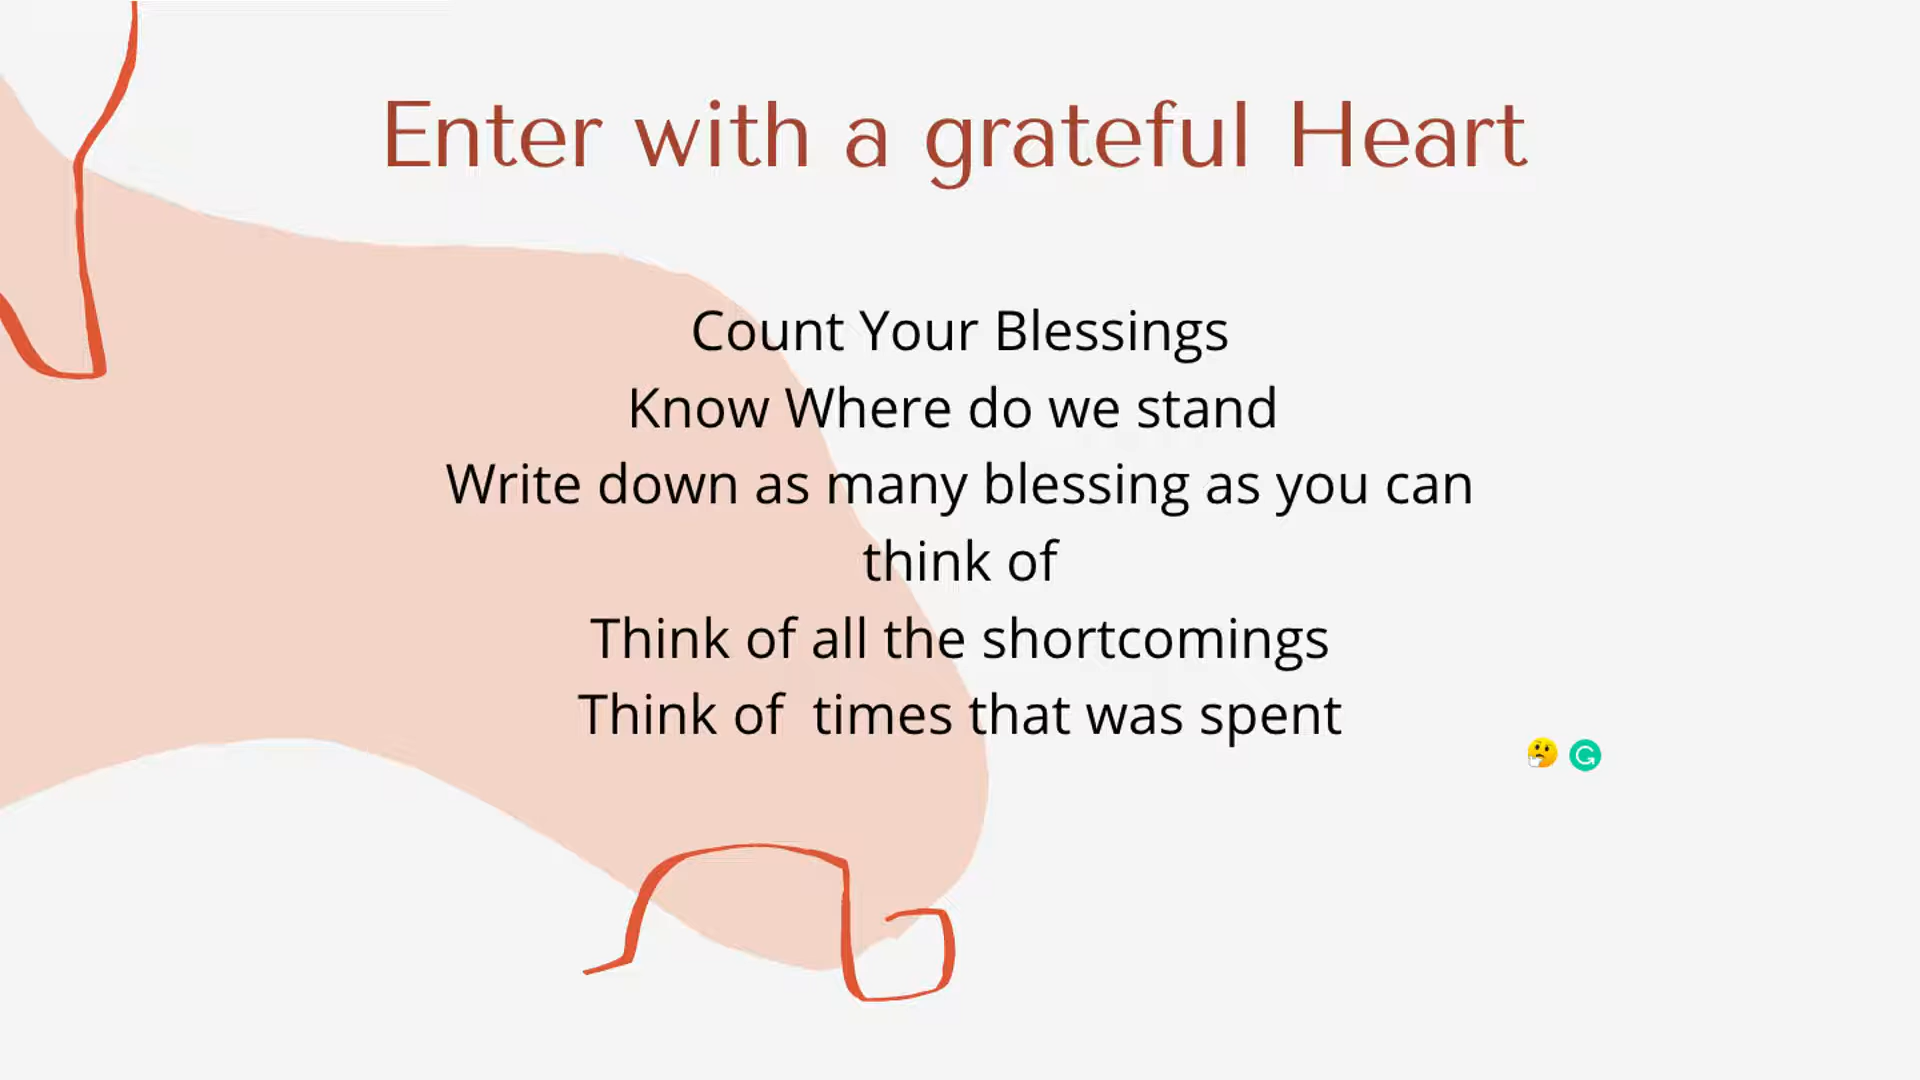 Enter with a grateful Heart
Count Your Blessings
Know Where do we stand
Write down as many blessing as you can
think of
Think of all the shortcomings
Think of  times that was spent